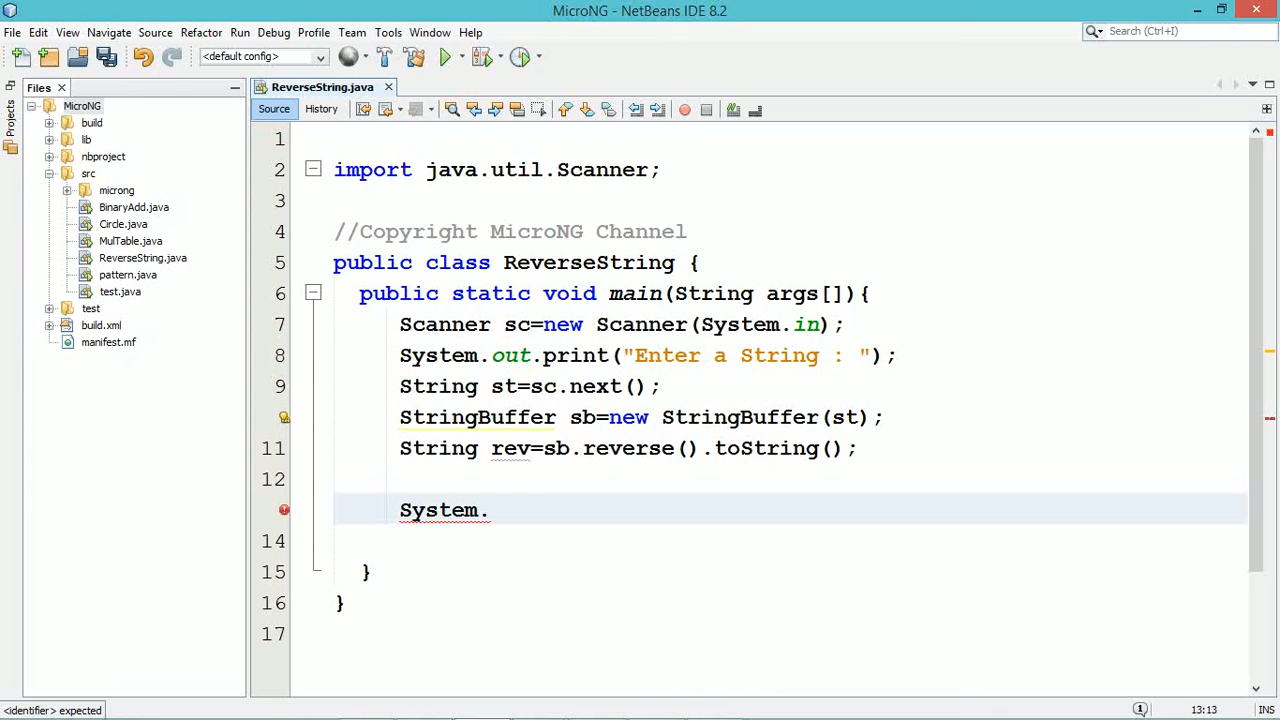 MicroNG - NetBeans IDE 8.2
File Edit View Navigate Source Refactor Run Debug Profile Team Tools Window Help
Search (Ctrl+I)
<default config>
Files
ReverseString.java
Source History
Projects
MicroNG
build
lib
nbproject
src
microng
BinaryAdd.java
Circle.java
MulTable.java
ReverseString.java
pattern.java
test.java
test
build.xml
manifest.mf
1
2 import java.util.Scanner;
3
4 //Copyright MicroNG Channel
5 public class ReverseString {
6 public static void main(String args[]){
7 Scanner sc=new Scanner(System.in);
8 System.out.print("Enter a String : ");
9 String st=sc.next();
StringBuffer sb=new StringBuffer(st);
11 String rev=sb.reverse().toString();
12
System.
14
15 }
16 }
17
<identifier> expected
1
13:13
INS